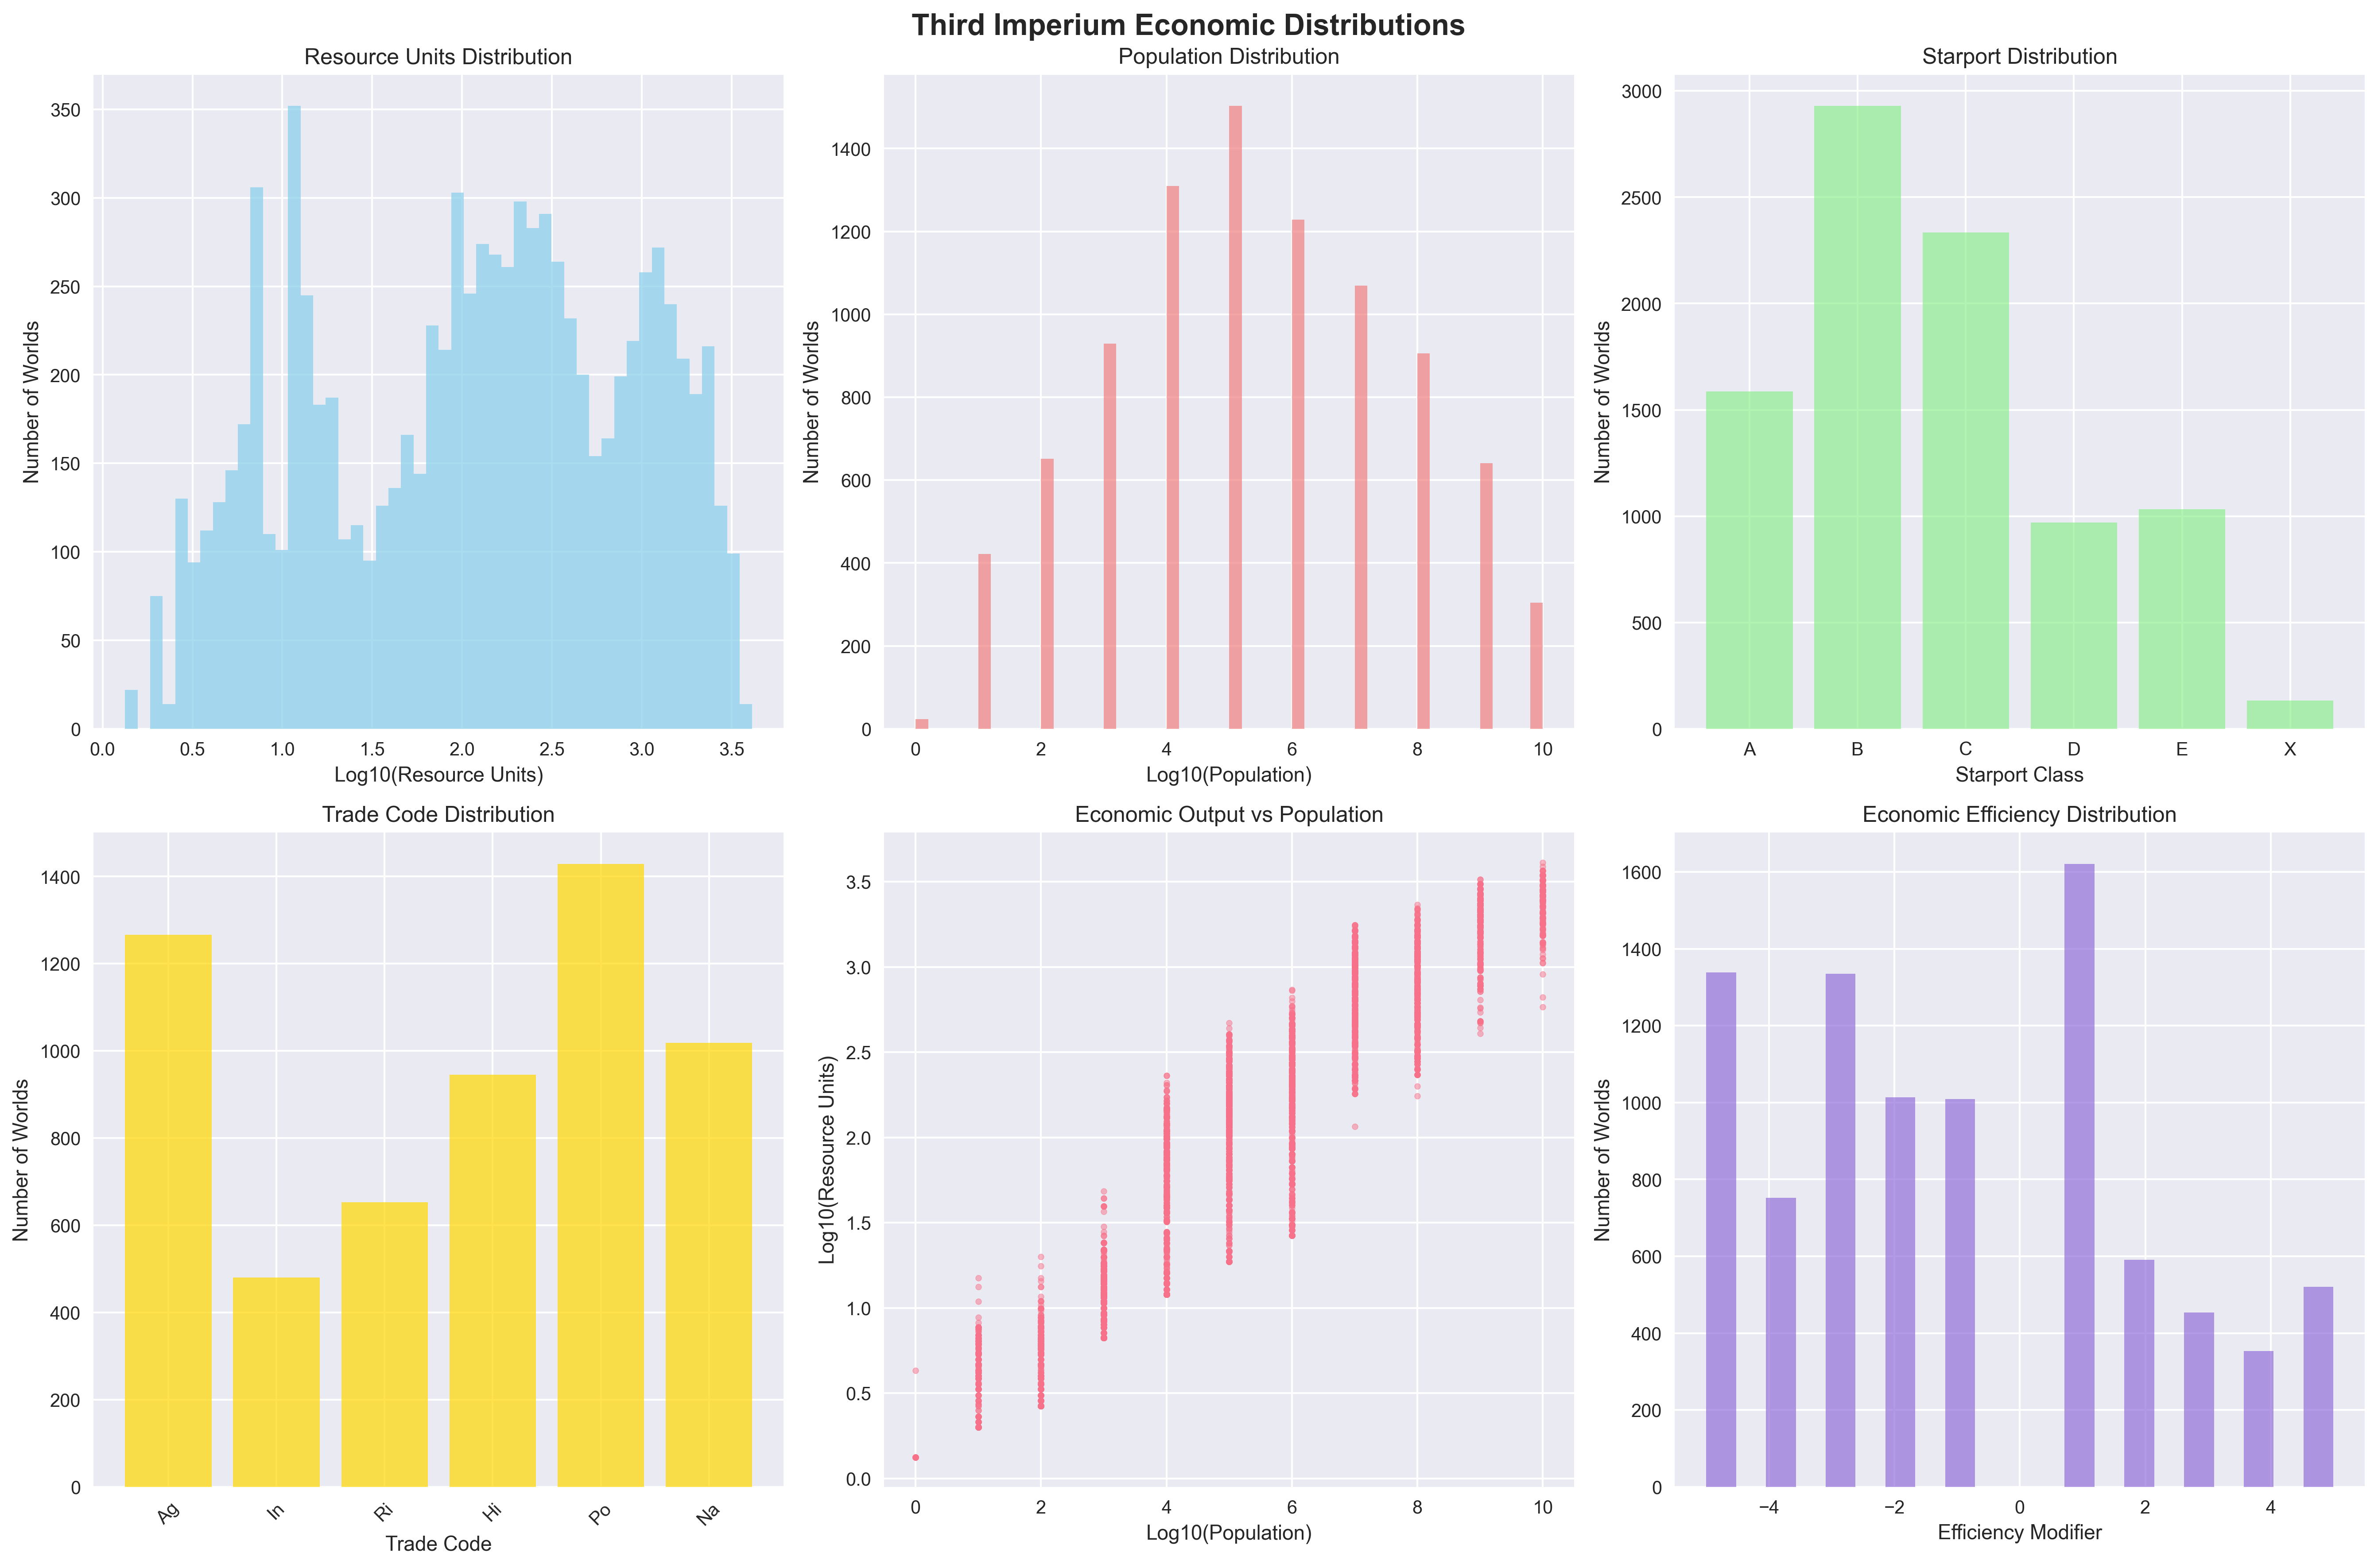 Third Imperium Economic Distributions
Resource Units Distribution
Number of Worlds
350
300
250
200
150
100
50
0
0.0 0.5 1.0 1.5 2.0 2.5 3.0 3.5
Log10(Resource Units)
Population Distribution
Number of Worlds
1400
1200
1000
800
600
400
200
0
0 2 4 6 8 10
Log10(Population)
Starport Distribution
Number of Worlds
3000
2500
2000
1500
1000
500
0
A B C D E X
Starport Class
Trade Code Distribution
Number of Worlds
1400
1200
1000
800
600
400
200
0
Ag In Ri Hi Po Na
Trade Code
Economic Output vs Population
Log10(Resource Units)
3.5
3.0
2.5
2.0
1.5
1.0
0.5
0.0
0 2 4 6 8 10
Log10(Population)
Economic Efficiency Distribution
Number of Worlds
1600
1400
1200
1000
800
600
400
200
0
−4 −2 0 2 4
Efficiency Modifier